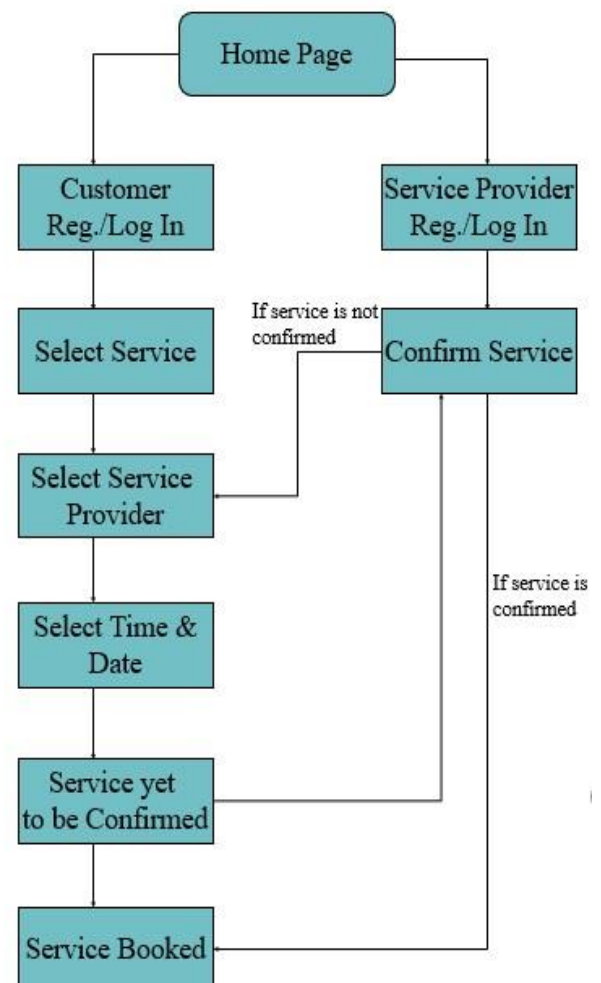 Home Page
Customer
Reg./Log In
Service Provider
Reg./Log In
If service is not
confirmed
Select Service
Confirm Service
Select Service
Provider
If service is
confirmed
Select Time &
Date
Service yet
to be Confirmed
Service Booked